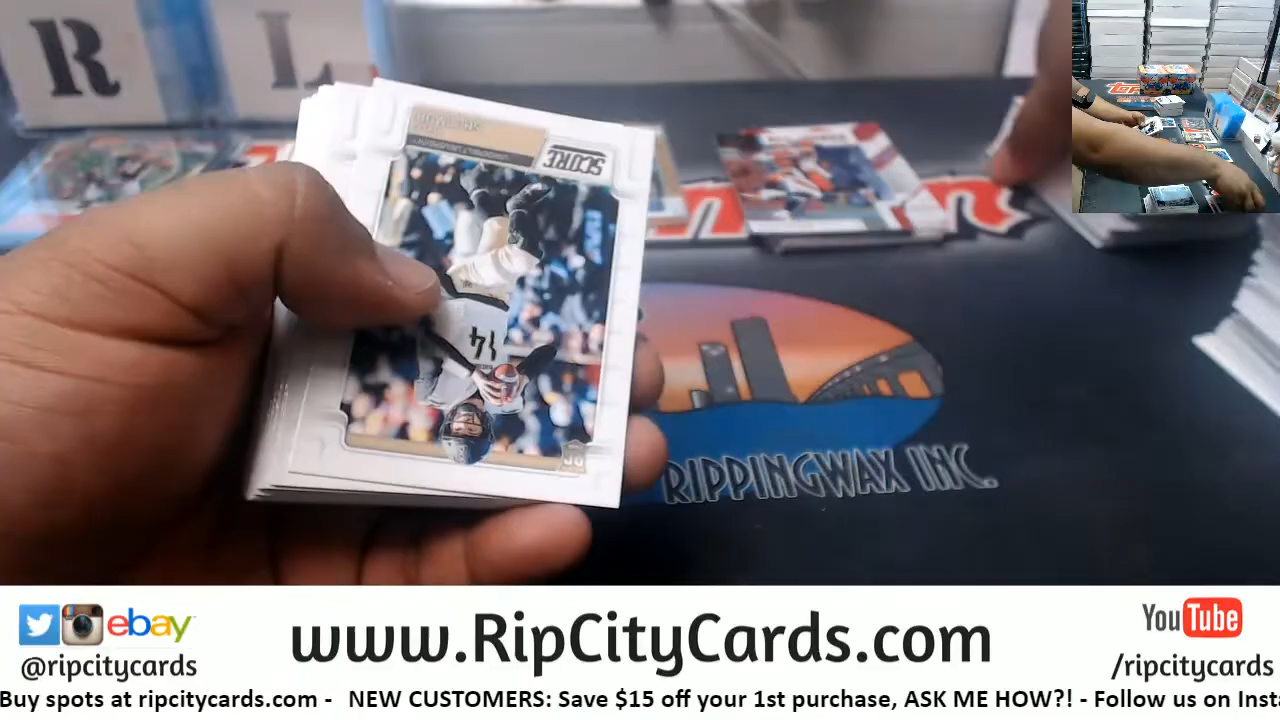 R L
SCORE
14
RIPPINGWAX INC.
ebay
@ripcitycards
www.RipCityCards.com
YouTube
/ripcitycards
Buy spots at ripcitycards.com - NEW CUSTOMERS: Save $15 off your 1st purchase, ASK ME HOW?! - Follow us on Inst